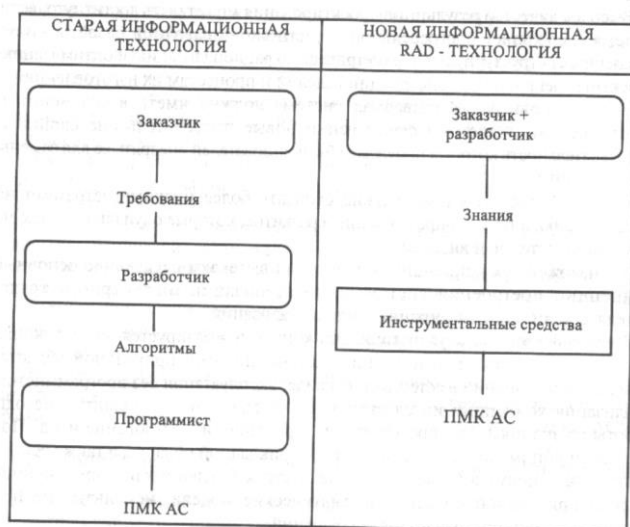 СТАРАЯ ИНФОРМАЦИОННАЯ
ТЕХНОЛОГИЯ
Заказчик
Требования
Разработчик
Алгоритмы
Программист
ПМК АС
НОВАЯ ИНФОРМАЦИОННАЯ
RAD - ТЕХНОЛОГИЯ
Заказчик +
разработчик
Знания
Инструментальные средства
ПМК АС